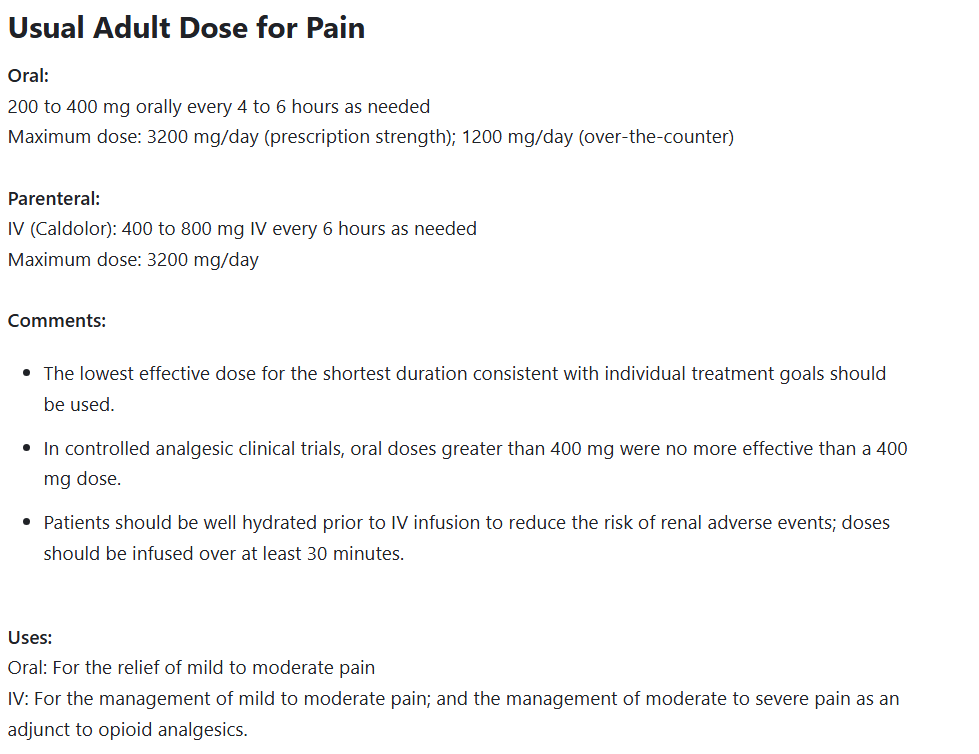 Usual Adult Dose for Pain
Oral:
200 to 400 mg orally every 4 to 6 hours as needed
Maximum dose: 3200 mg/day (prescription strength); 1200 mg/day (over-the-counter)
Parenteral:
IV (Caldolor): 400 to 800 mg IV every 6 hours as needed
Maximum dose: 3200 mg/day
Comments:
• The lowest effective dose for the shortest duration consistent with individual treatment goals should
be used.
• In controlled analgesic clinical trials, oral doses greater than 400 mg were no more effective than a 400
mg dose.
• Patients should be well hydrated prior to IV infusion to reduce the risk of renal adverse events; doses
should be infused over at least 30 minutes.
Uses:
Oral: For the relief of mild to moderate pain
IV: For the management of mild to moderate pain; and the management of moderate to severe pain as an
adjunct to opioid analgesics.